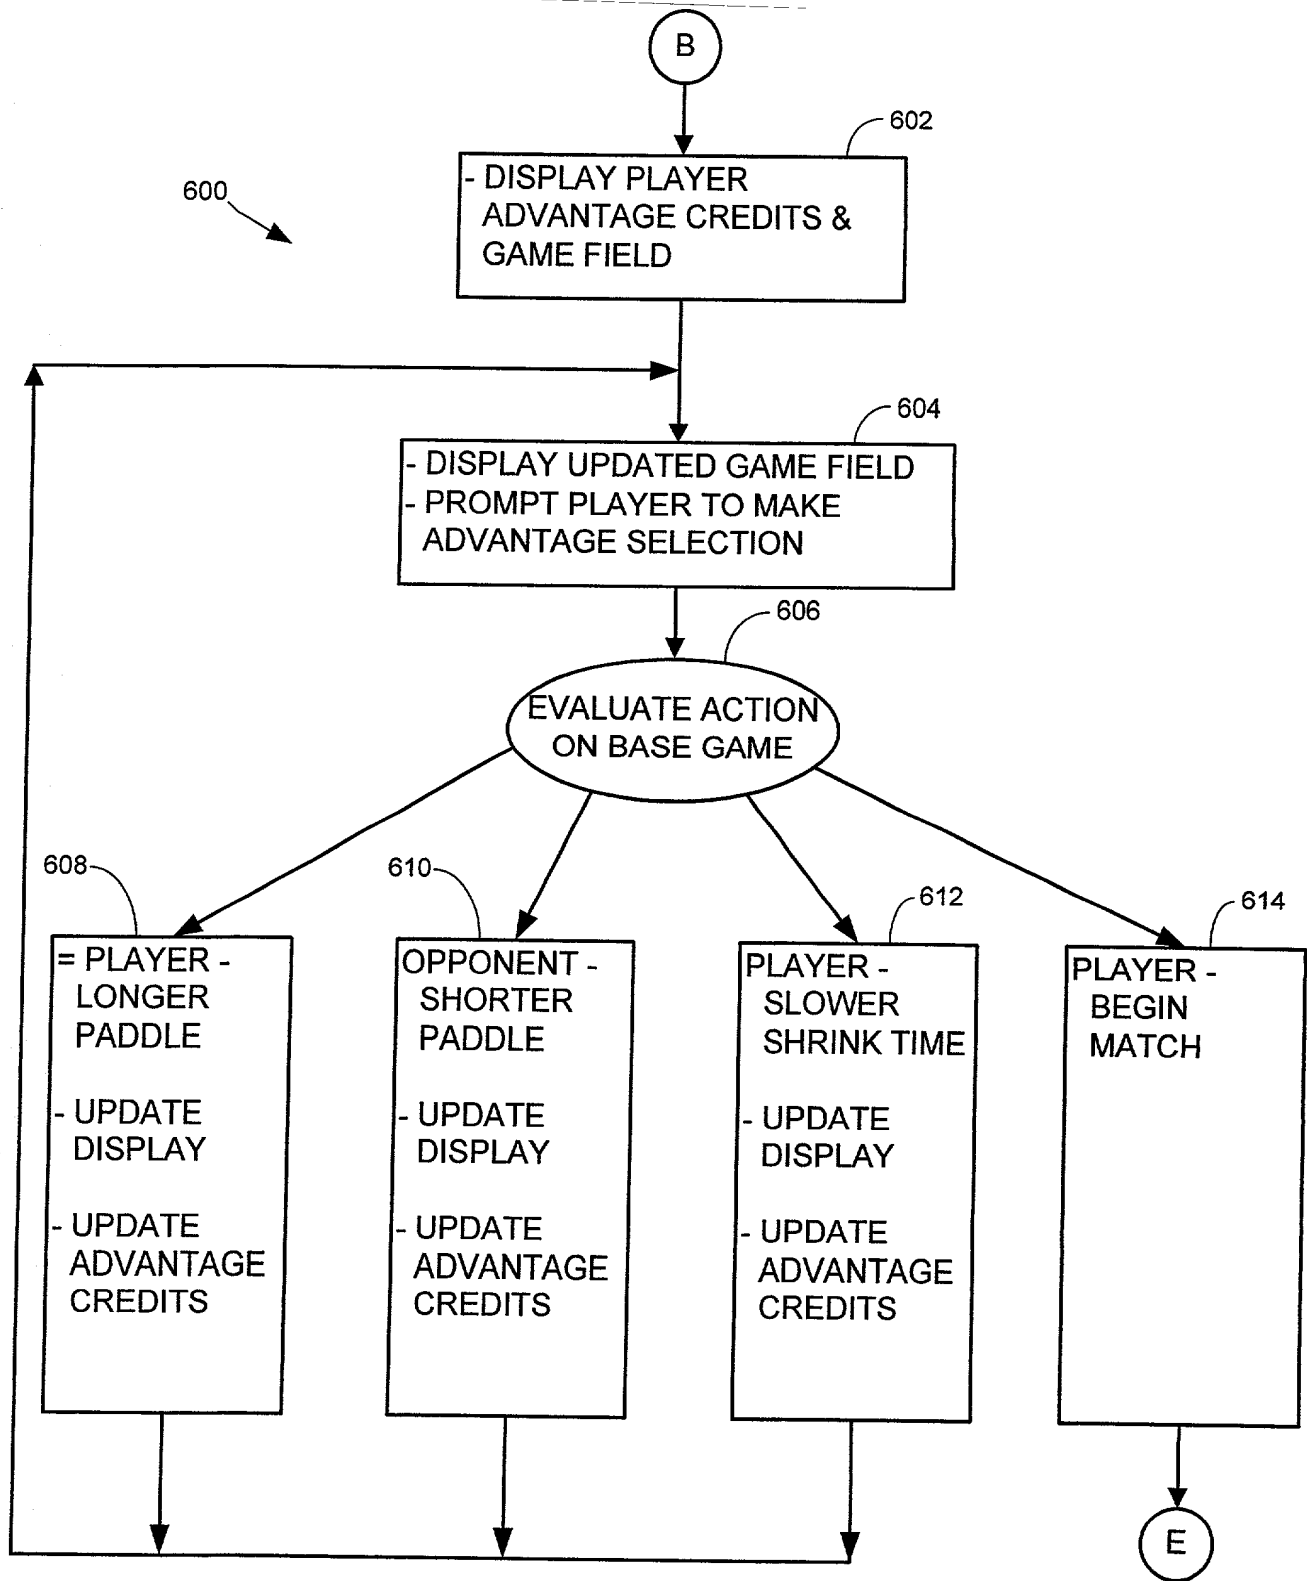 B
602
600
- DISPLAY PLAYER
ADVANTAGE CREDITS &
GAME FIELD
604
- DISPLAY UPDATED GAME FIELD
- PROMPT PLAYER TO MAKE
ADVANTAGE SELECTION
606
EVALUATE ACTION
ON BASE GAME
608
= PLAYER -
LONGER
PADDLE
- UPDATE
DISPLAY
- UPDATE
ADVANTAGE
CREDITS
610
OPPONENT -
SHORTER
PADDLE
- UPDATE
DISPLAY
- UPDATE
ADVANTAGE
CREDITS
612
PLAYER -
SLOWER
SHRINK TIME
- UPDATE
DISPLAY
- UPDATE
ADVANTAGE
CREDITS
614
PLAYER -
BEGIN
MATCH
E